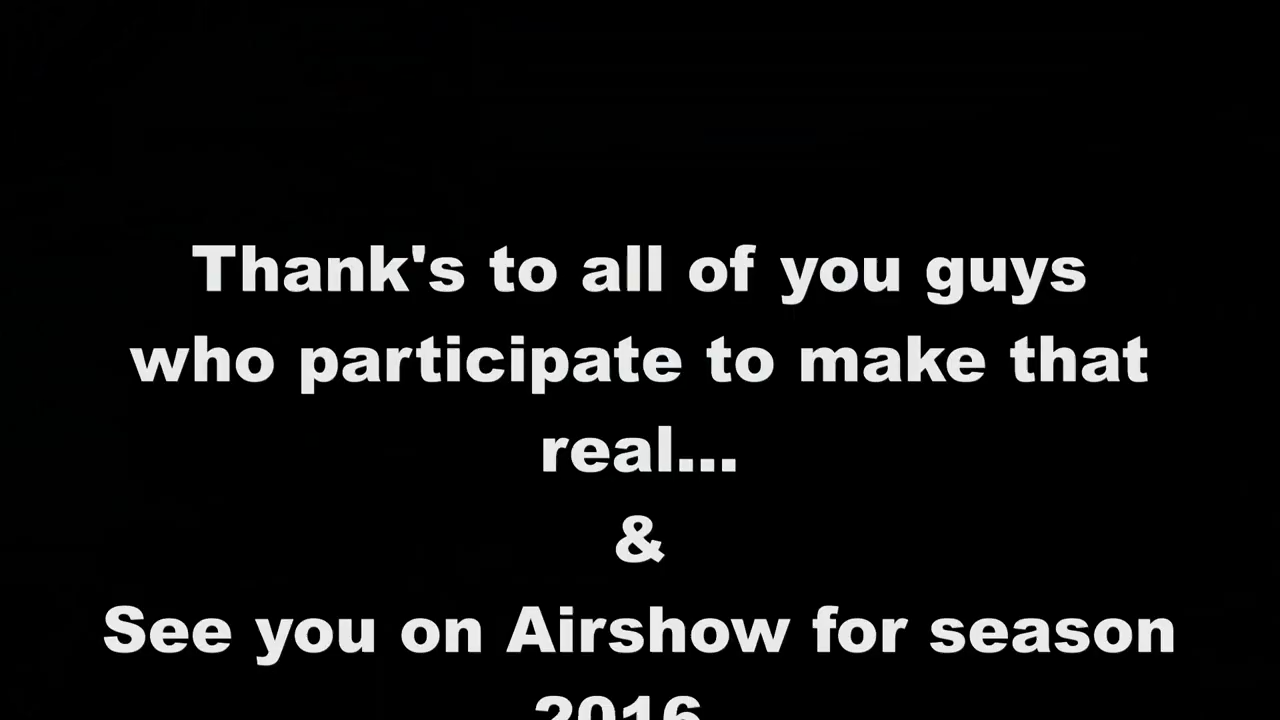 Thank's to all of you guys
who participate to make that
real...
&
See you on Airshow for season
2016